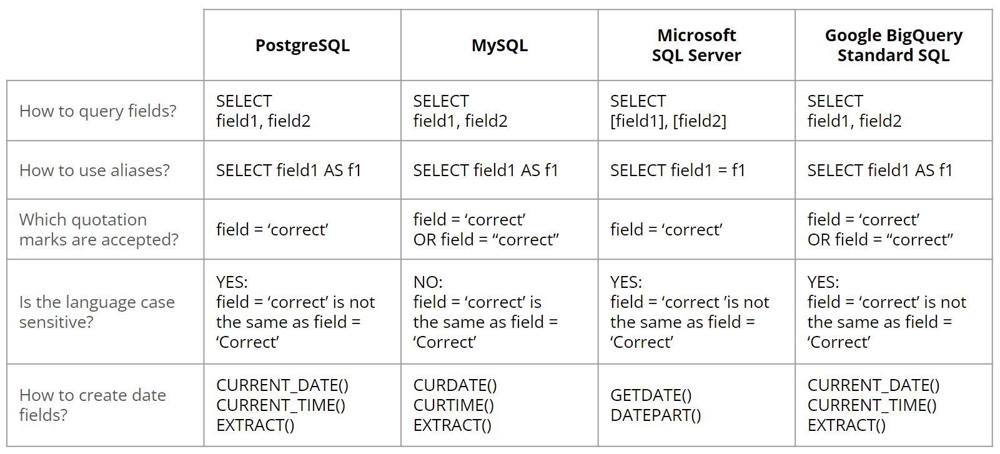 PostgreSQL
MySQL
Microsoft
SQL Server
Google BigQuery
Standard SQL
How to query fields?
SELECT
field1, field2
SELECT
field1, field2
SELECT
[field1], [field2]
SELECT
field1, field2
How to use aliases?
SELECT field1 AS f1
SELECT field1 AS f1
SELECT field1 = f1
SELECT field1 AS f1
Which quotation
marks are accepted?
field = ‘correct’
field = ‘correct’
OR field = “correct”
field = ‘correct’
field = ‘correct’
OR field = “correct”
Is the language case
sensitive?
YES:
field = ‘correct’ is not
the same as field =
‘Correct’
NO:
field = ‘correct’ is
the same as field =
‘Correct’
YES:
field = ‘correct ’is not
the same as field =
‘Correct’
YES:
field = ‘correct’ is not
the same as field =
‘Correct’
How to create date
fields?
CURRENT_DATE()
CURRENT_TIME()
EXTRACT()
CURDATE()
CURTIME()
EXTRACT()
GETDATE()
DATEPART()
CURRENT_DATE()
CURRENT_TIME()
EXTRACT()